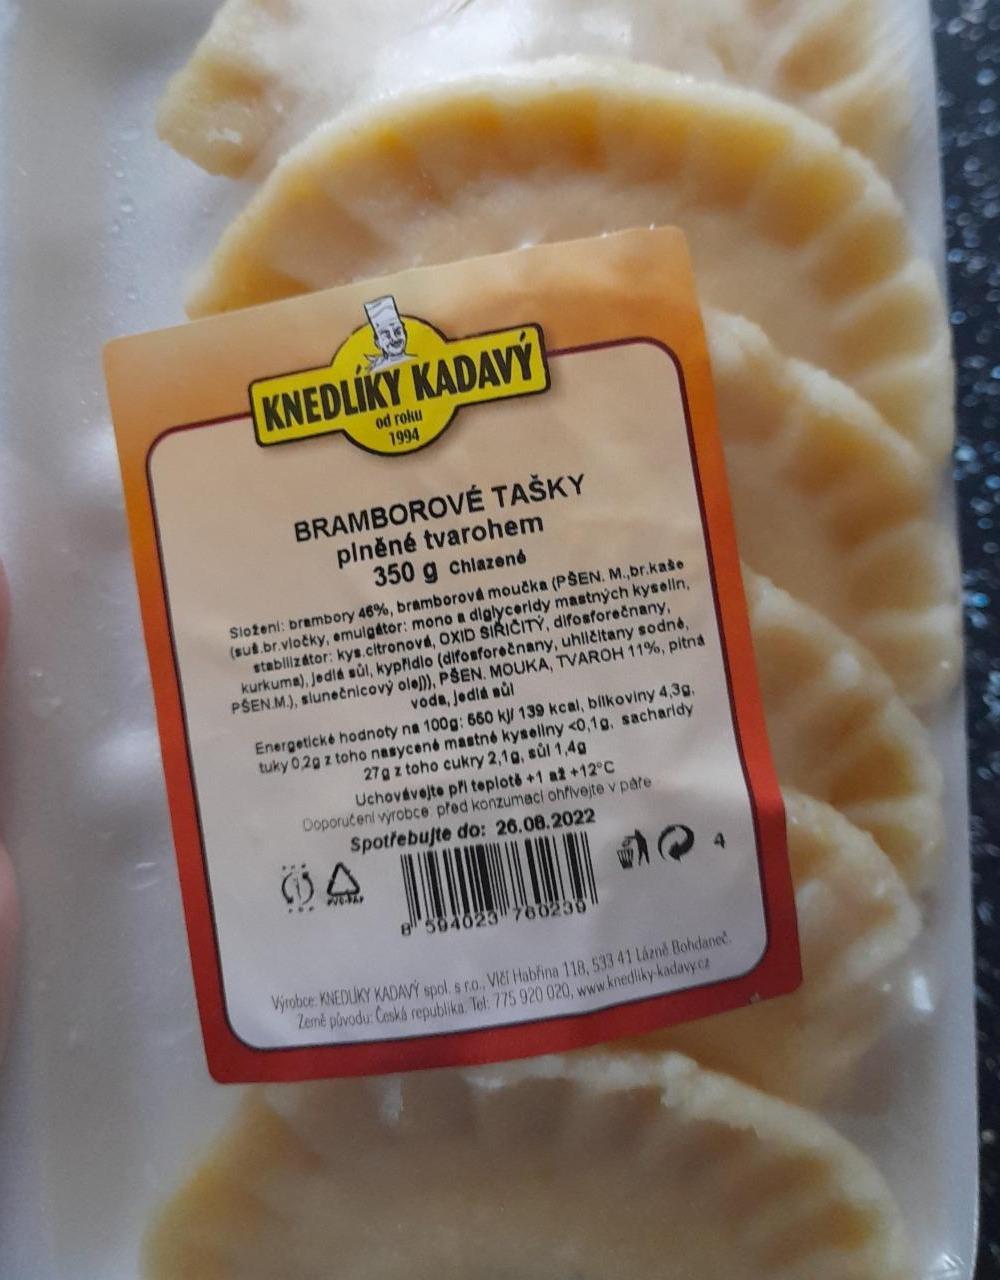 KNEDLÍKY KADAVÝ
od roku
1994
BRAMBOROVÉ TAŠKY
plněné tvarohem
350 g Chlazené
Složení: brambory 46%, bramborová moučka (PŠEN. M.,br.kaše
(suš.br.vločky, emulgátor: mono a diglyceridy mastných kyselin,
stabilizátor: kys.citronová, OXID SIŘIČITÝ, difosforečnany,
kurkuma), jedlá sůl, kypřidlo (difosforečnany, uhličitany sodné,
PŠEN.M.), slunečnicový olej)), PŠEN. MOUKA, TVAROH 11%, pitná
voda, jedlá sůl
Energetické hodnoty na 100g: 560 kj/ 139 kcal, bílkoviny 4,3g,
tuky 0,2g z toho nasycené mastné kyseliny <0,1g, sacharidy
27g z toho cukry 2,1g, sůl 1,4g
Uchovávejte při teplotě +1 až +12°C
Doporučení výrobce: před konzumací ohřívejte v páře
Spotřebujte do: 26.08.2022
4
8 594023 760239
Výrobce: KNEDLÍKY KADAVÝ spol. s r.o., Vlčí Habřina 118, 533 41 Lázně Bohdaneč.
Země původu: Česká republika. Tel: 775 920 020, www.knedliky-kadavy.cz